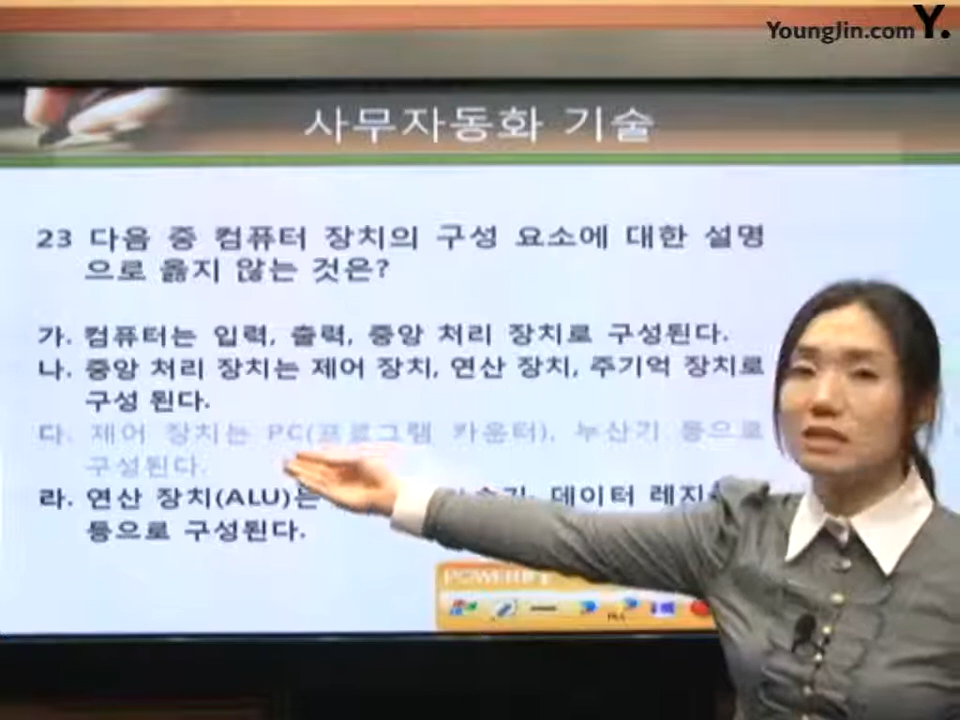 YoungJin.com Y.
사무자동화 기술
23 다음 중 컴퓨터 장치의 구성 요소에 대한 설명
으로 옳지 않는 것은?
가. 컴퓨터는 입력, 출력, 중앙 처리 장치로 구성된다.
나. 중앙 처리 장치는 제어 장치, 연산 장치, 주기억 장치로
구성 된다.
다. 제어 장치는 PC(프로그램 카운터), 누산기 등으로
구성된다.
라. 연산 장치(ALU)는 데이터
등으로 구성된다.